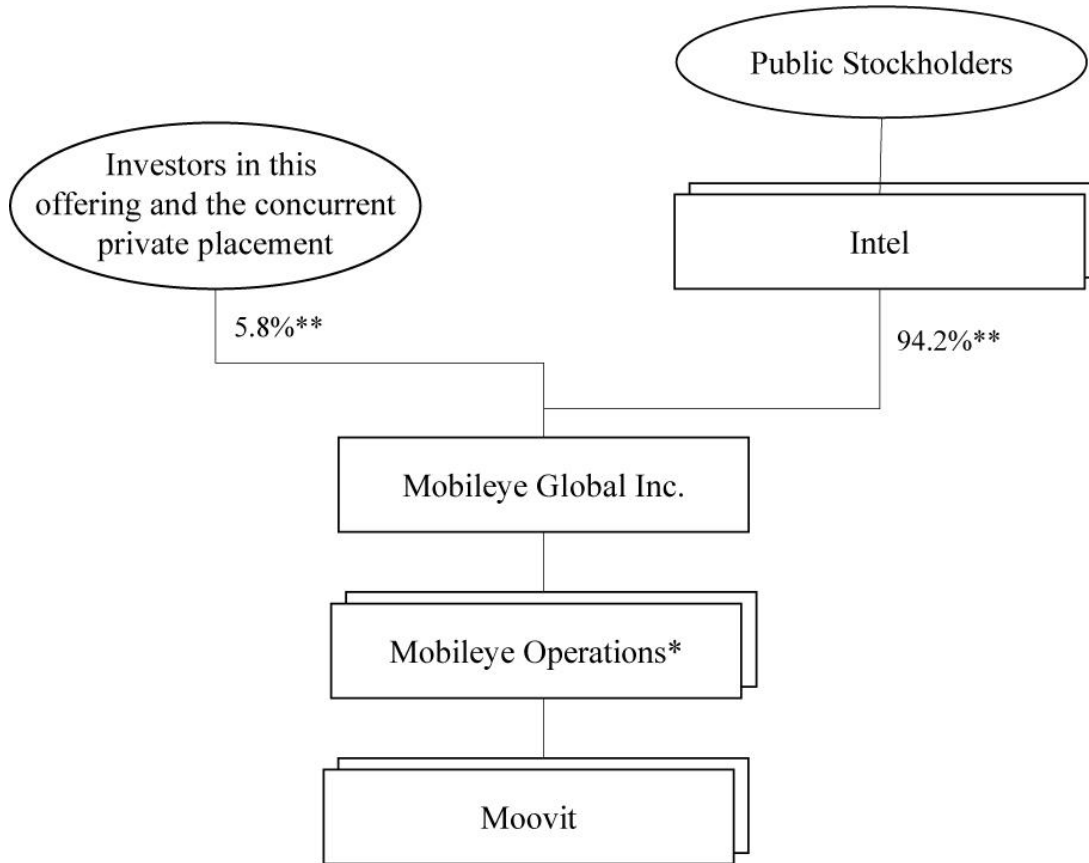 Public Stockholders
Investors in this
offering and the concurrent
private placement
Intel
5.8%**
94.2%**
Mobileye Global Inc.
Mobileye Operations*
Moovit